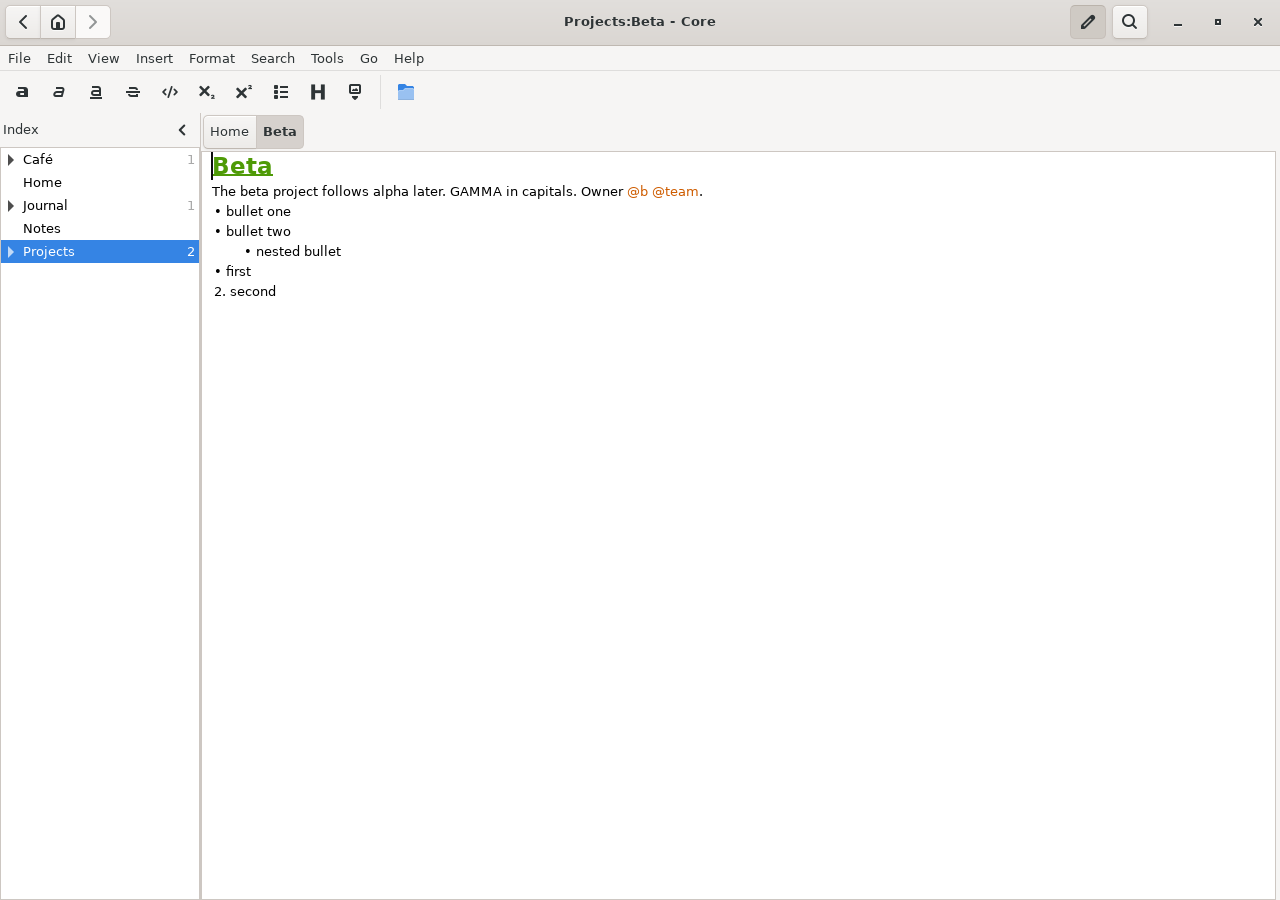 Projects:Beta - Core
File Edit View Insert Format Search Tools Go Help
Index
Home Beta
Café 1
Home
Journal 1
Notes
Projects 2
Beta
The beta project follows alpha later. GAMMA in capitals. Owner @b @team.
• bullet one
• bullet two
• nested bullet
• first
2. second